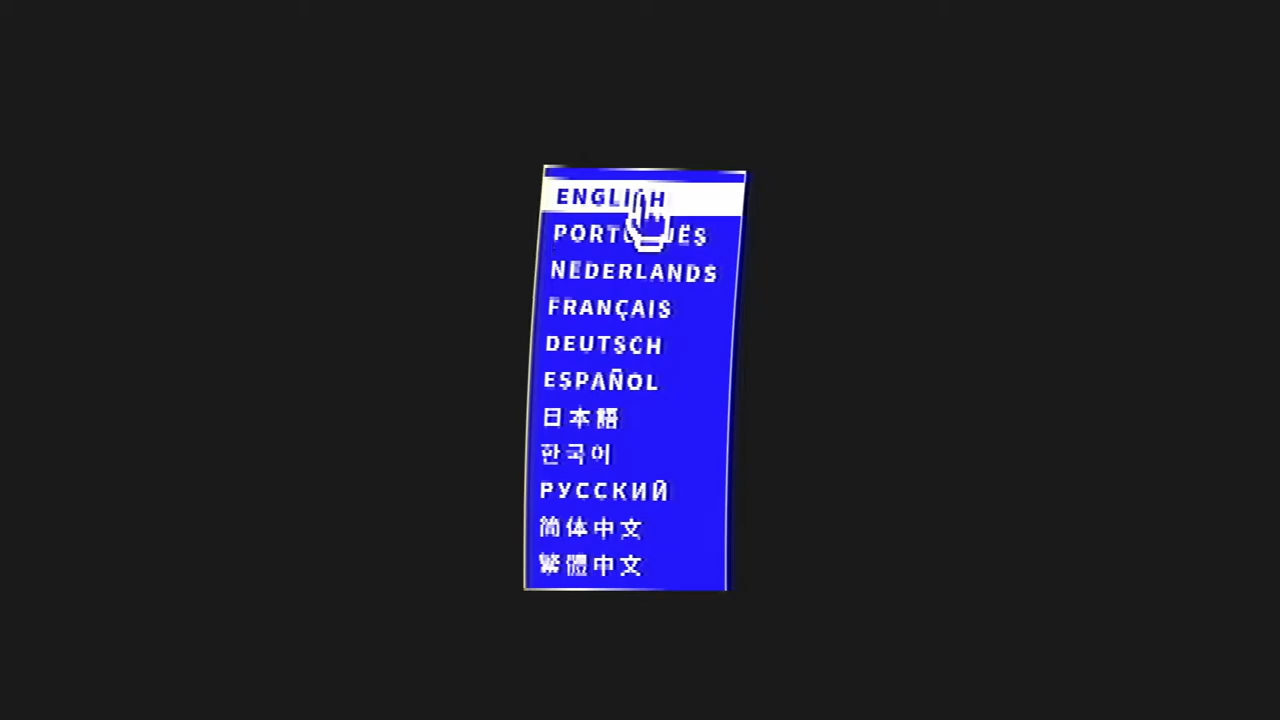 ENGLISH
PORTUGUÊS
NEDERLANDS
FRANÇAIS
DEUTSCH
ESPAÑOL
日本語
한국어
РУССКИЙ
简体中文
繁體中文